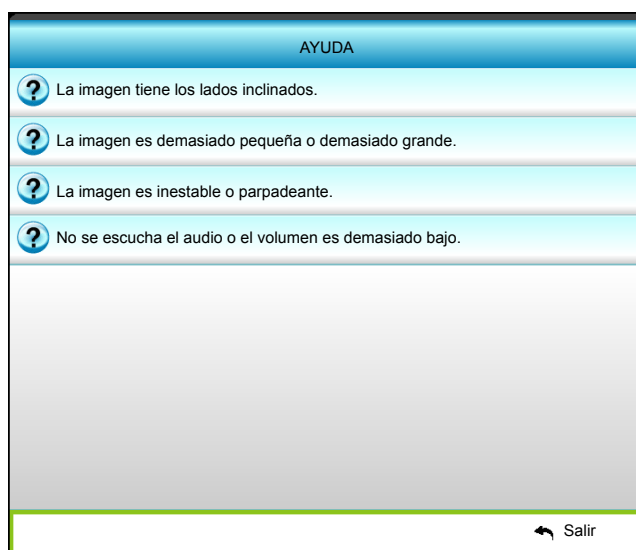 AYUDA
La imagen tiene los lados inclinados.
La imagen es demasiado pequeña o demasiado grande.
La imagen es inestable o parpadeante.
No se escucha el audio o el volumen es demasiado bajo.
Salir